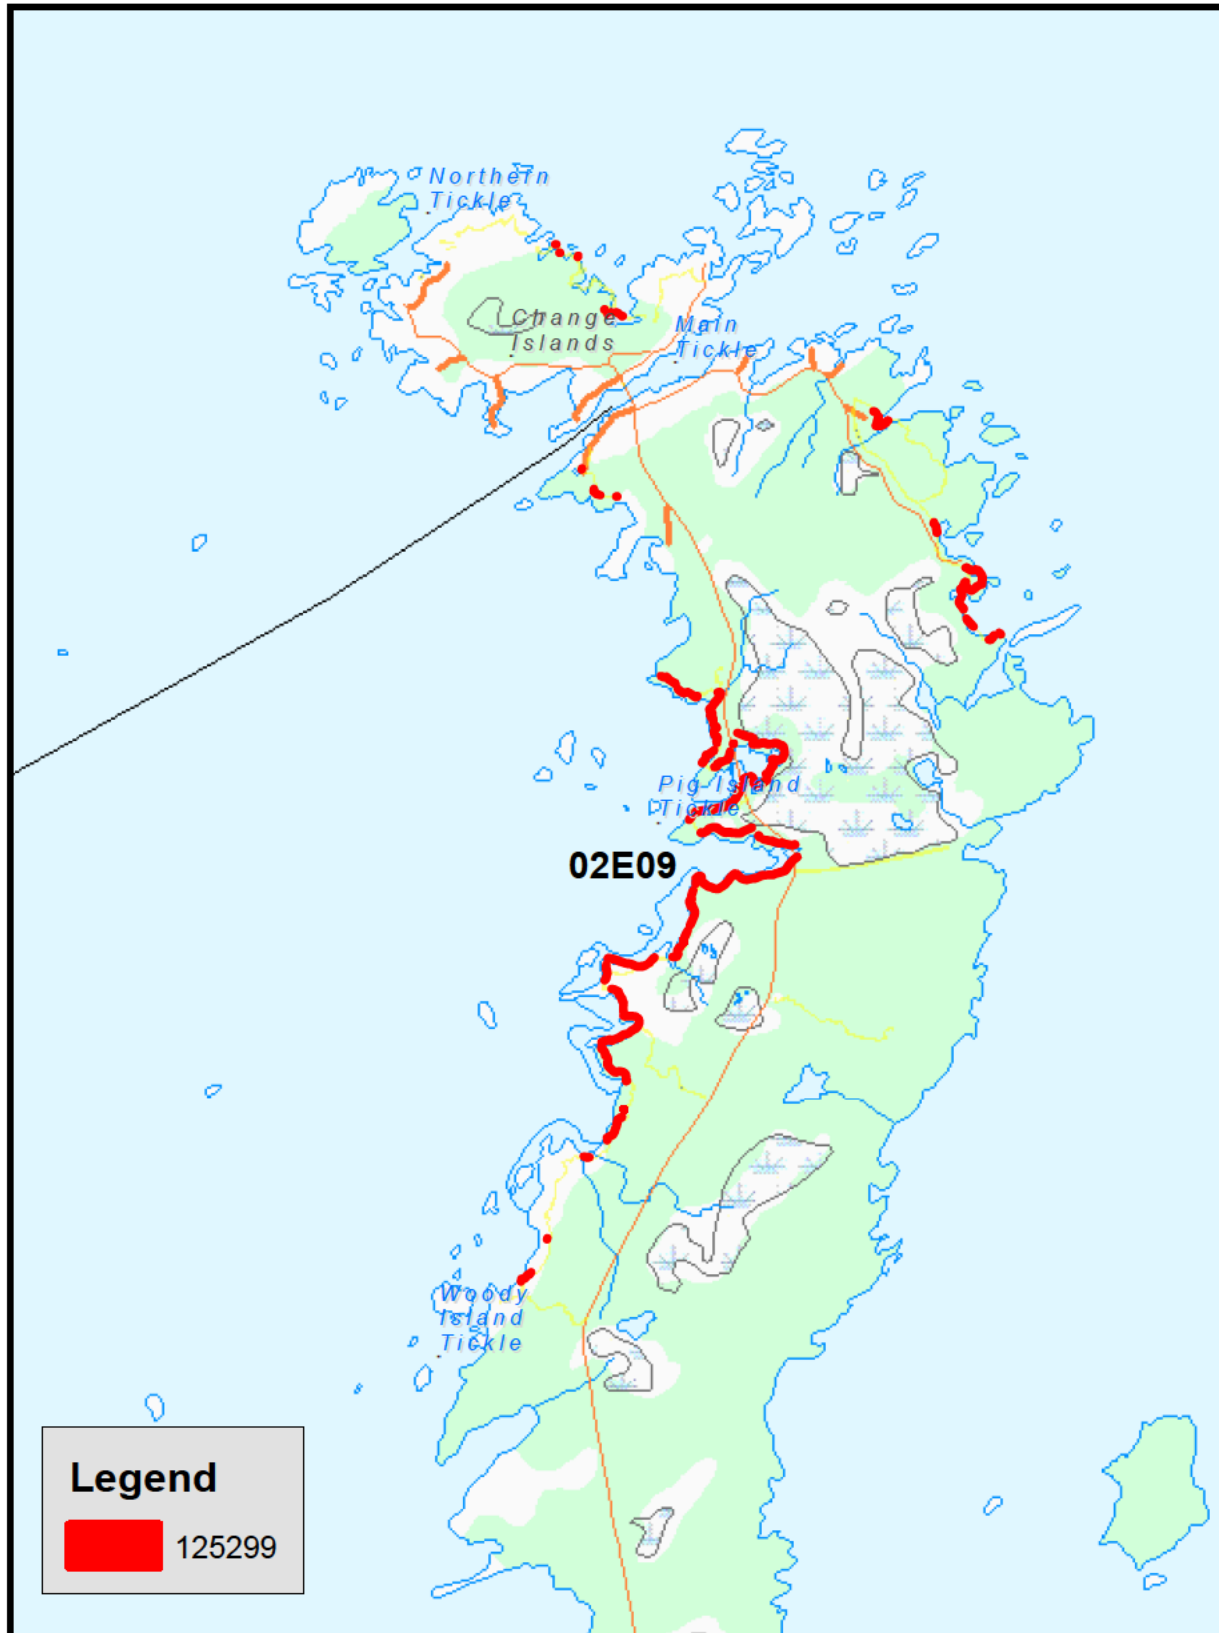 Northern
Tickle
Change
Islands
Main
Tickle
Pig Island
Tickle
02E09
Woody
Island
Tickle
Legend
125299